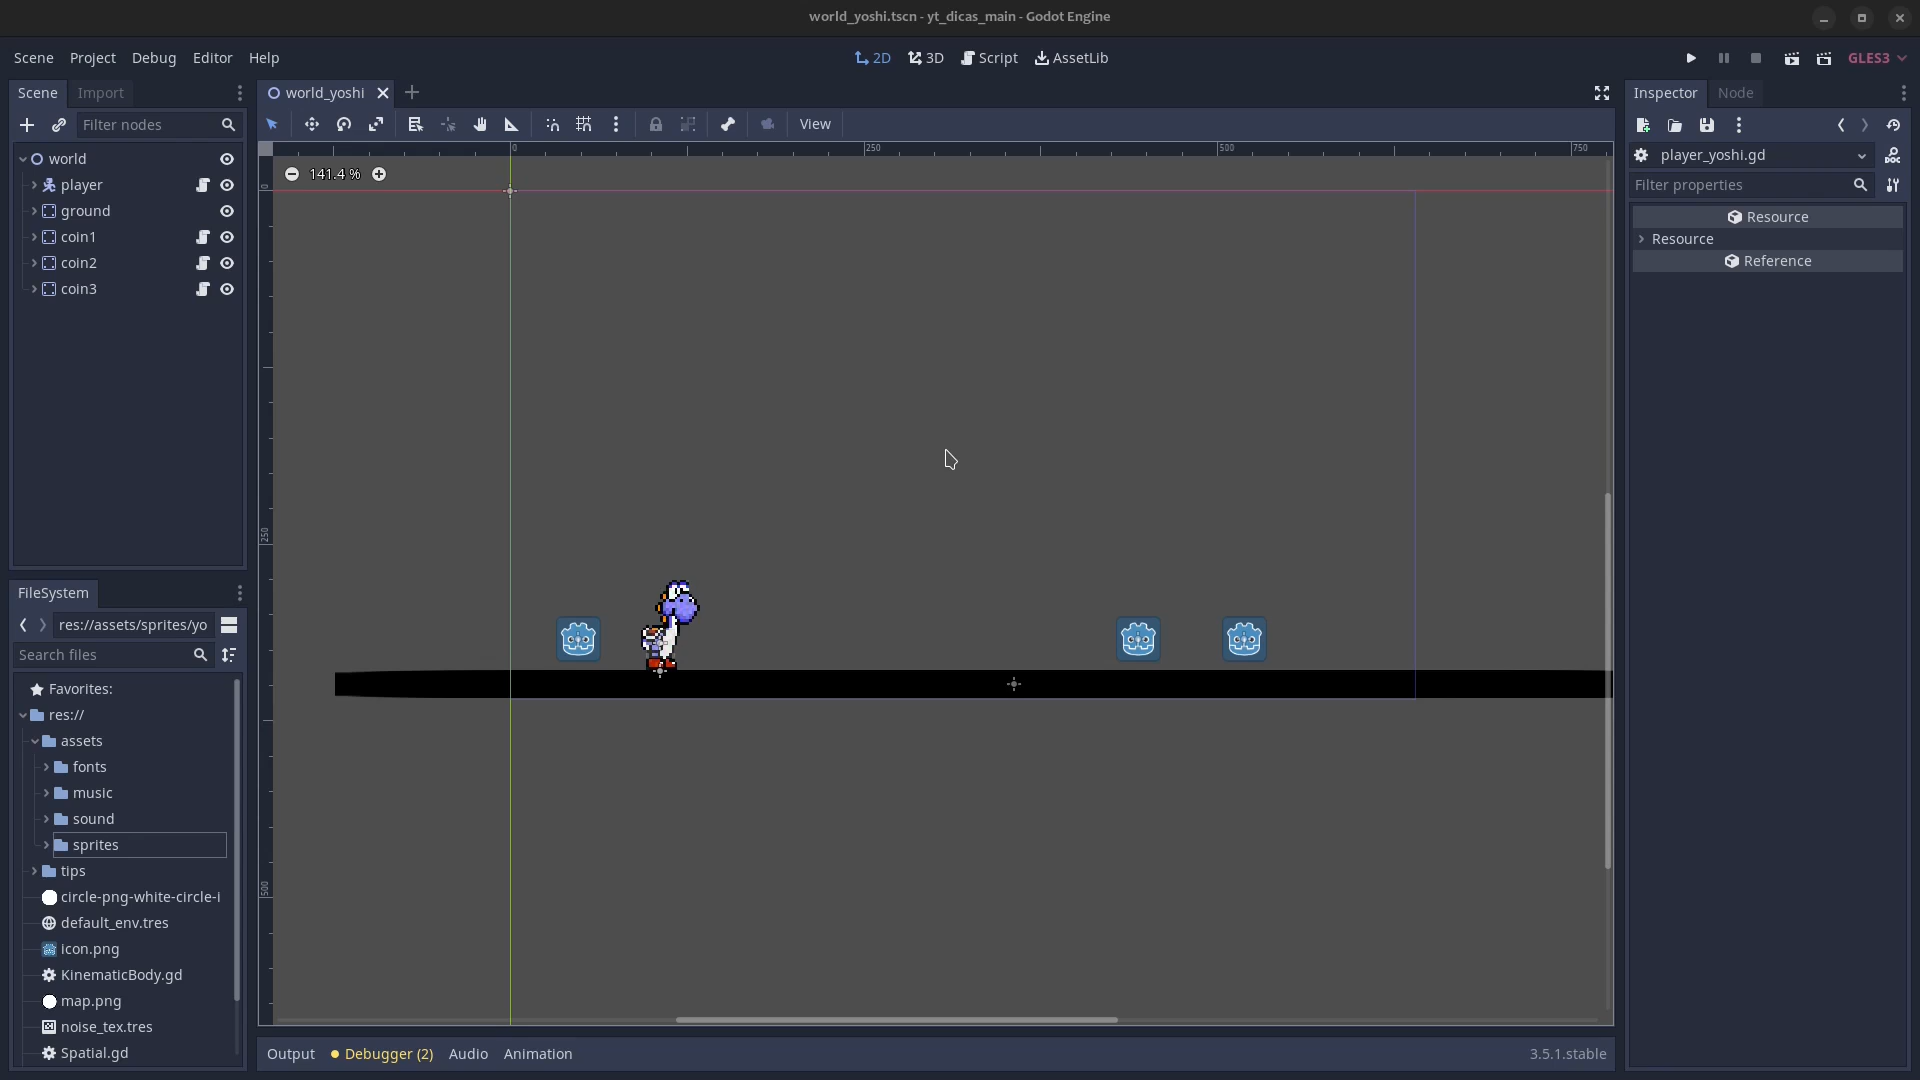 world_yoshi.tscn - yt_dicas_main - Godot Engine
Scene Project Debug Editor Help
2D 3D Script AssetLib
GLES3
Scene Import
Filter nodes
world
player
ground
coin1
coin2
coin3
FileSystem
res://assets/sprites/yo
Search files
Favorites:
res://
assets
fonts
music
sound
sprites
tips
circle-png-white-circle-i
default_env.tres
icon.png
KinematicBody.gd
map.png
noise_tex.tres
Spatial.gd
world_yoshi
View
0 250 500 750
141.4 %
0
250
500
Output Debugger (2) Audio Animation
3.5.1.stable
Inspector Node
player_yoshi.gd
Filter properties
Resource
Resource
Reference